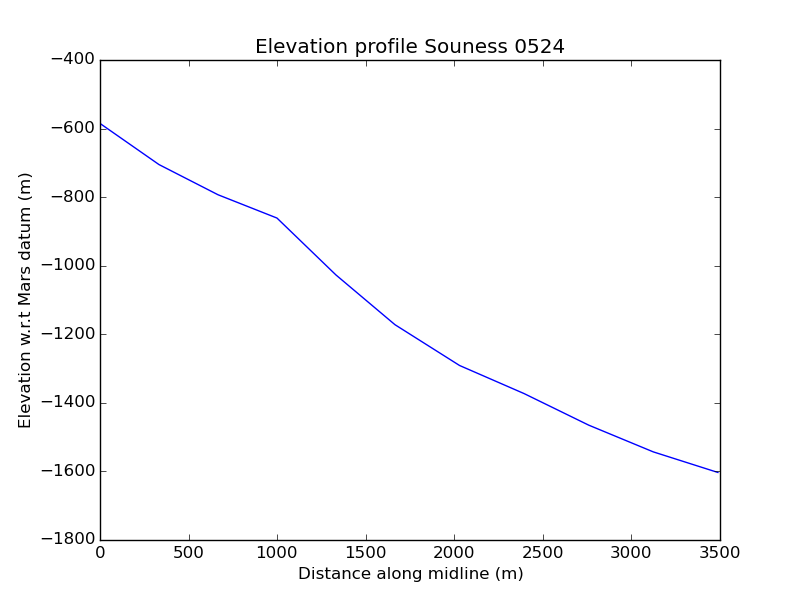 Elevation profile Souness 0524
−400
−600
−800
−1000
−1200
−1400
−1600
−1800
Elevation w.r.t Mars datum (m)
0 500 1000 1500 2000 2500 3000 3500
Distance along midline (m)